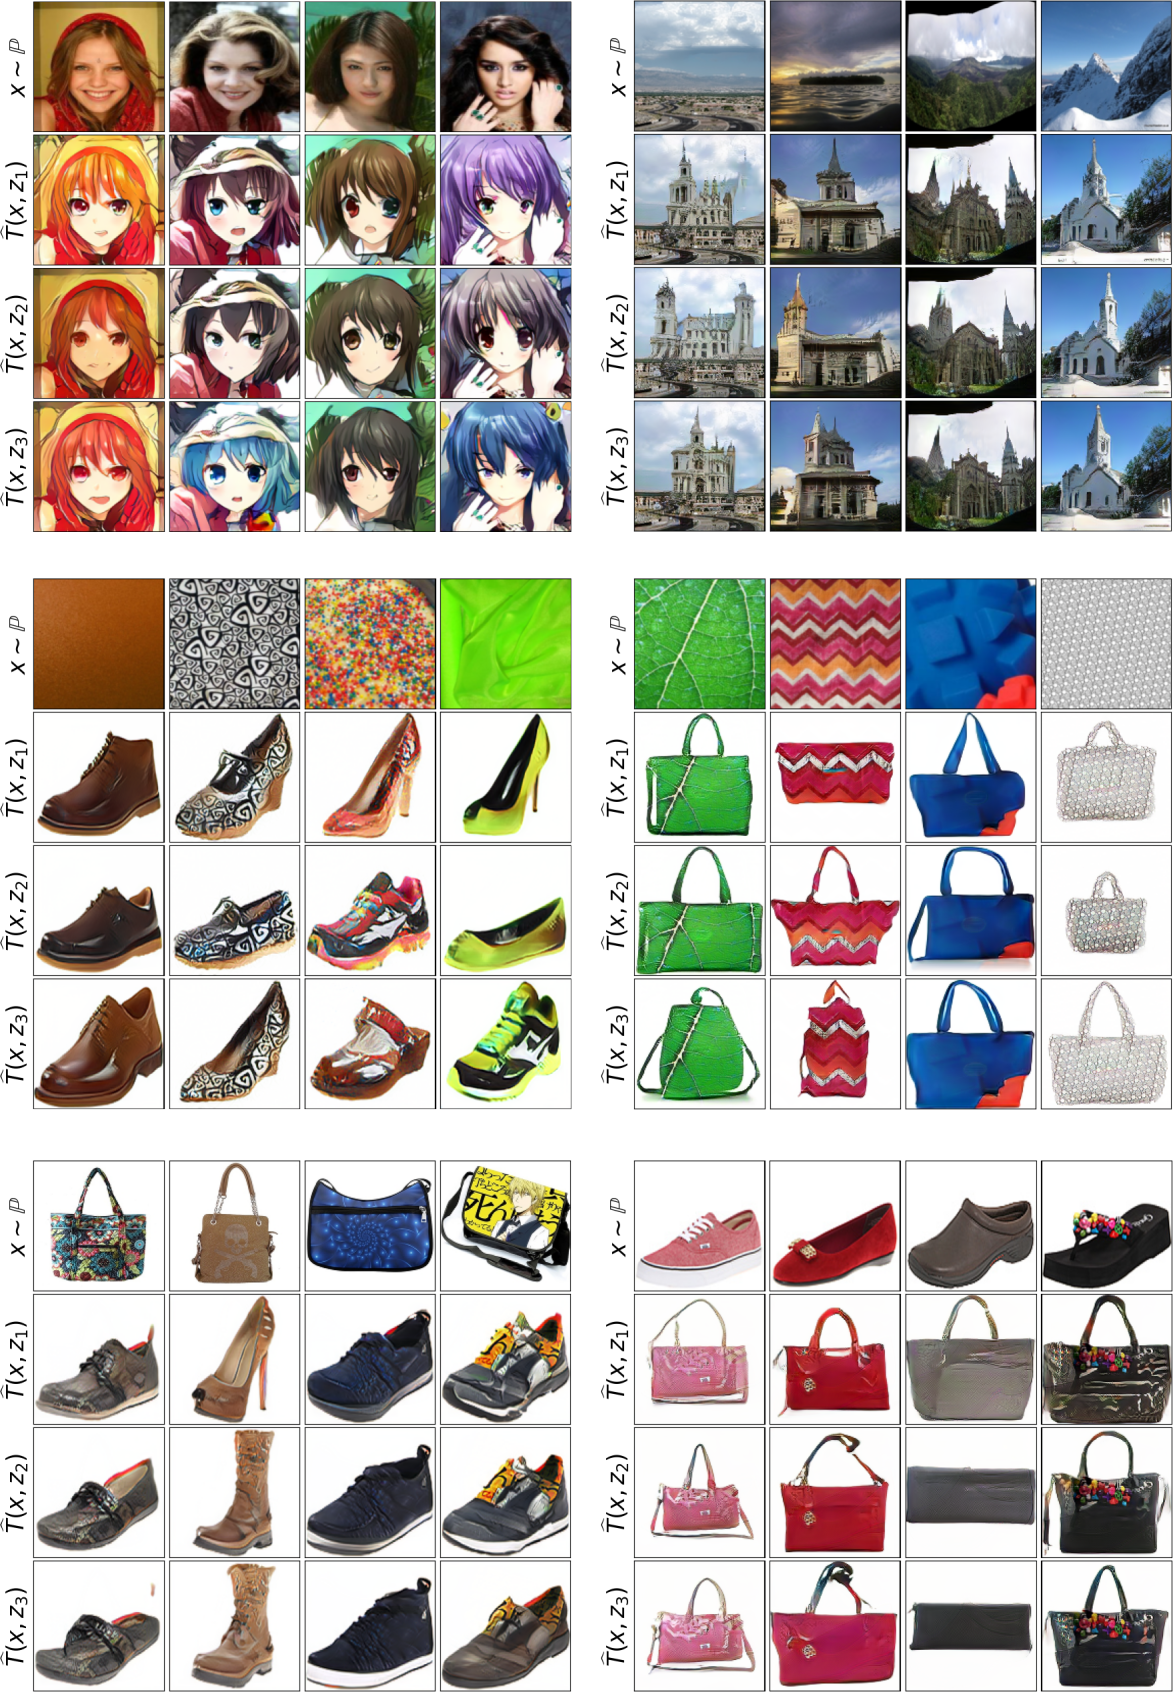 x ~ ℙ
T̂(x, z₁)
T̂(x, z₂)
T̂(x, z₃)
x ~ ℙ
T̂(x, z₁)
T̂(x, z₂)
T̂(x, z₃)
x ~ ℙ
T̂(x, z₁)
T̂(x, z₂)
T̂(x, z₃)
x ~ ℙ
T̂(x, z₁)
T̂(x, z₂)
T̂(x, z₃)
x ~ ℙ
T̂(x, z₁)
T̂(x, z₂)
T̂(x, z₃)
x ~ ℙ
T̂(x, z₁)
T̂(x, z₂)
T̂(x, z₃)